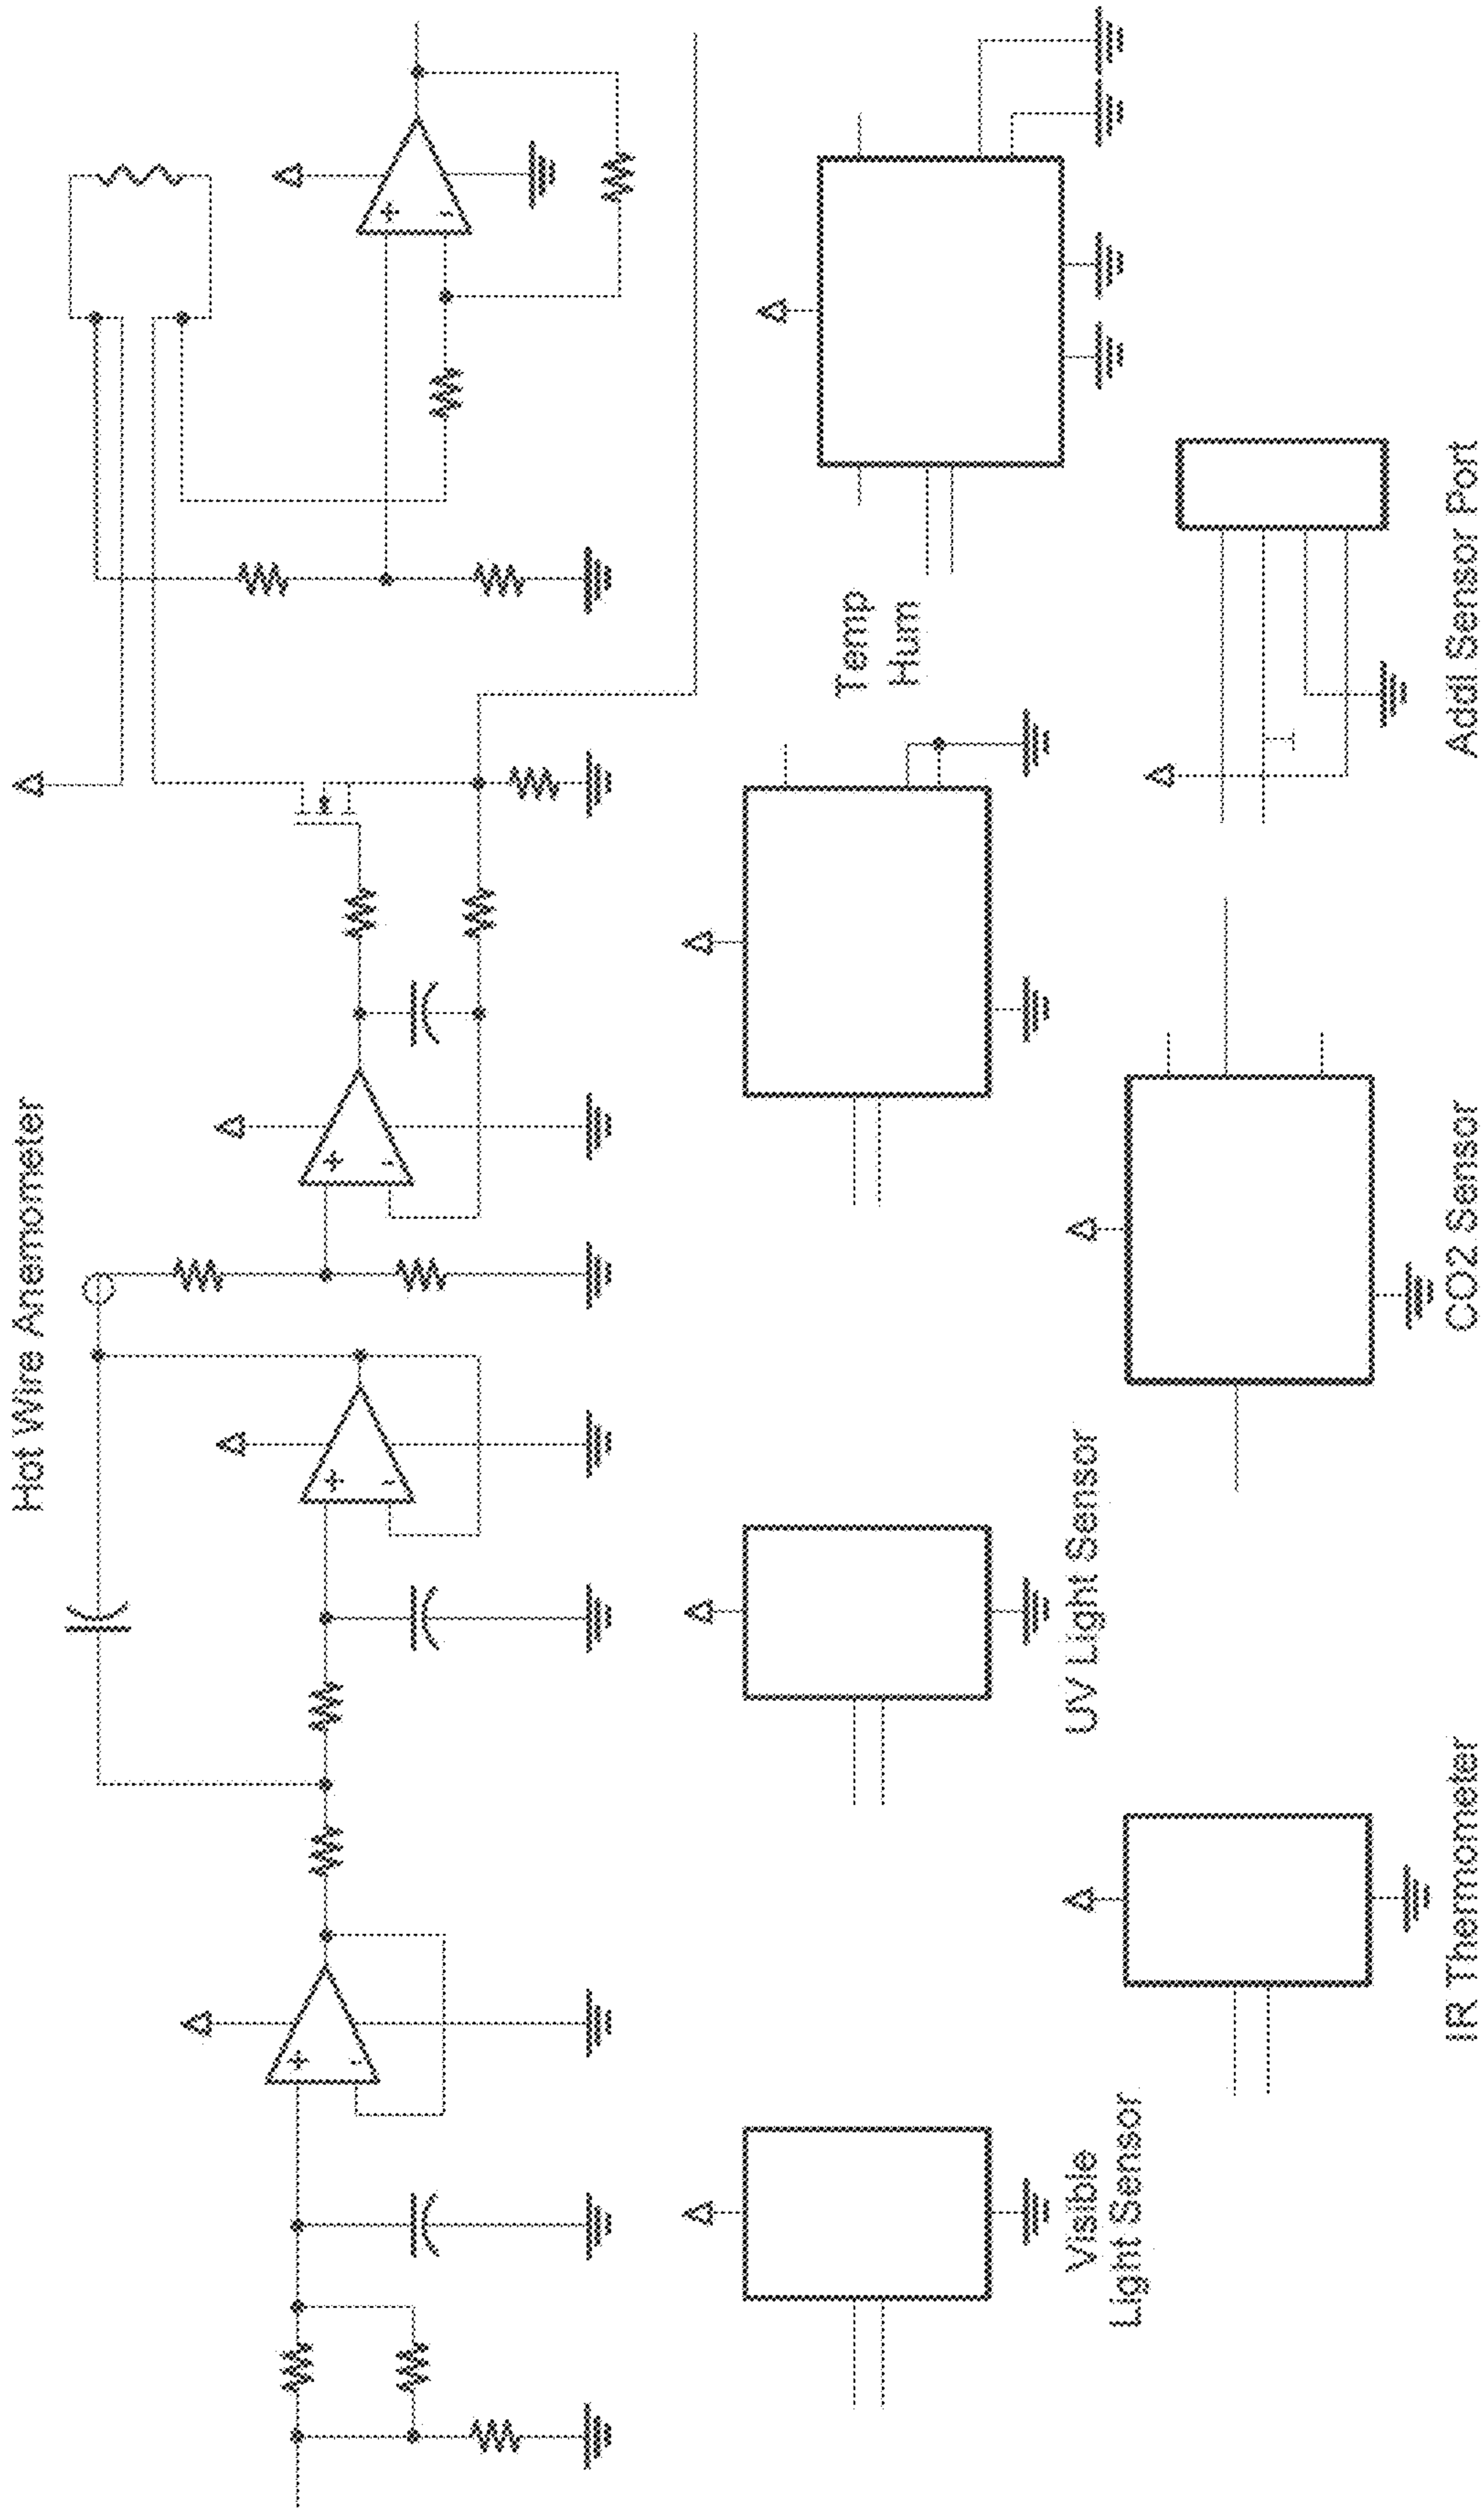 Hot Wire Anemometer
Visible
Light Sensor
UV Light Sensor
Temp
Hum
IR Thermometer
CO2 Sensor
Addl Sensor Port
+
-
+
-
+
-
+
-